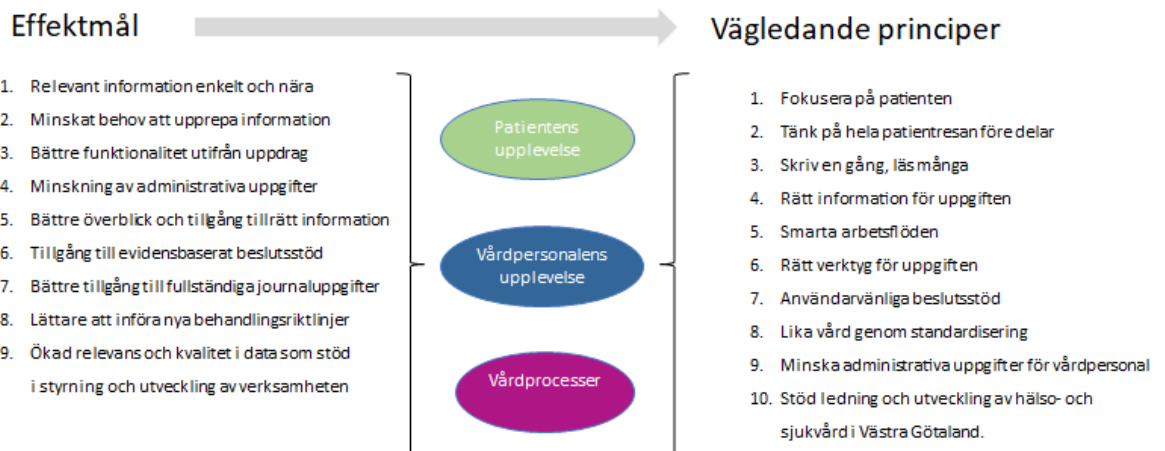 Effektmål
1. Relevant information enkelt och nära
2. Minskat behov att upprepa information
3. Bättre funktionalitet utifrån uppdrag
4. Minskning av administrativa uppgifter
5. Bättre överblick och tillgång till rätt information
6. Tillgång till evidensbaserat beslutsstöd
7. Bättre tillgång till fullständiga journaluppgifter
8. Lättare att införa nya behandlingsriktlinjer
9. Ökad relevans och kvalitet i data som stöd
i styrning och utveckling av verksamheten
Patientens
upplevelse
Vårdpersonalens
upplevelse
Vårdprocesser
Vägledande principer
1. Fokusera på patienten
2. Tänk på hela patientresan före delar
3. Skriv en gång, läs många
4. Rätt information för uppgiften
5. Smarta arbetsflöden
6. Rätt verktyg för uppgiften
7. Användarvänliga beslutsstöd
8. Lika vård genom standardisering
9. Minska administrativa uppgifter för vårdpersonal
10. Stöd ledning och utveckling av hälso- och
sjukvård i Västra Götaland.